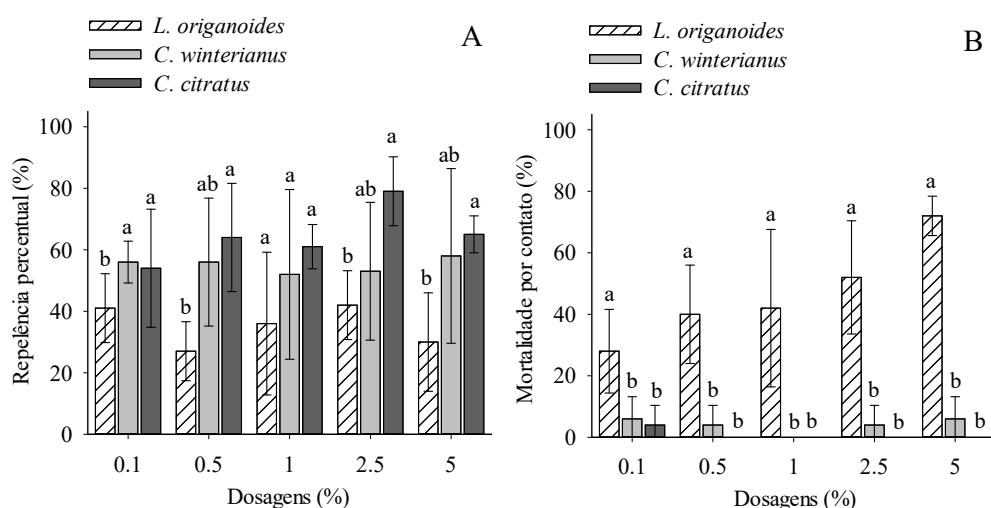 L. origanoides
C. winterianus
C. citratus
A
Repelência percentual (%)
100
80
60
40
20
0
b
a
a
b
ab
a
a
a
a
b
ab
a
b
ab
a
0.1
0.5
1
2.5
5
Dosagens (%)
L. origanoides
C. winterianus
C. citratus
B
Mortalidade por contato (%)
100
80
60
40
20
0
a
b
b
a
b
b
a
b
b
a
b
b
a
b
b
0.1
0.5
1
2.5
5
Dosagens (%)